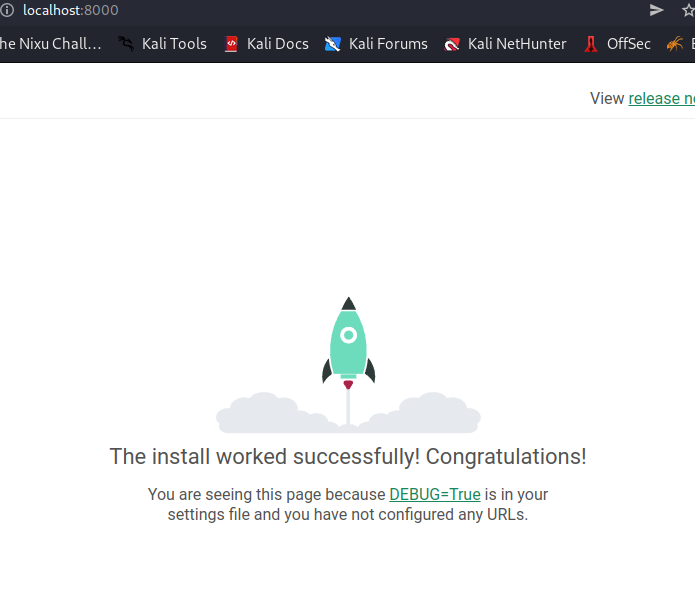 localhost:8000
he Nixu Chall… Kali Tools Kali Docs Kali Forums Kali NetHunter OffSec
View release
The install worked successfully! Congratulations!
You are seeing this page because DEBUG=True is in your
settings file and you have not configured any URLs.